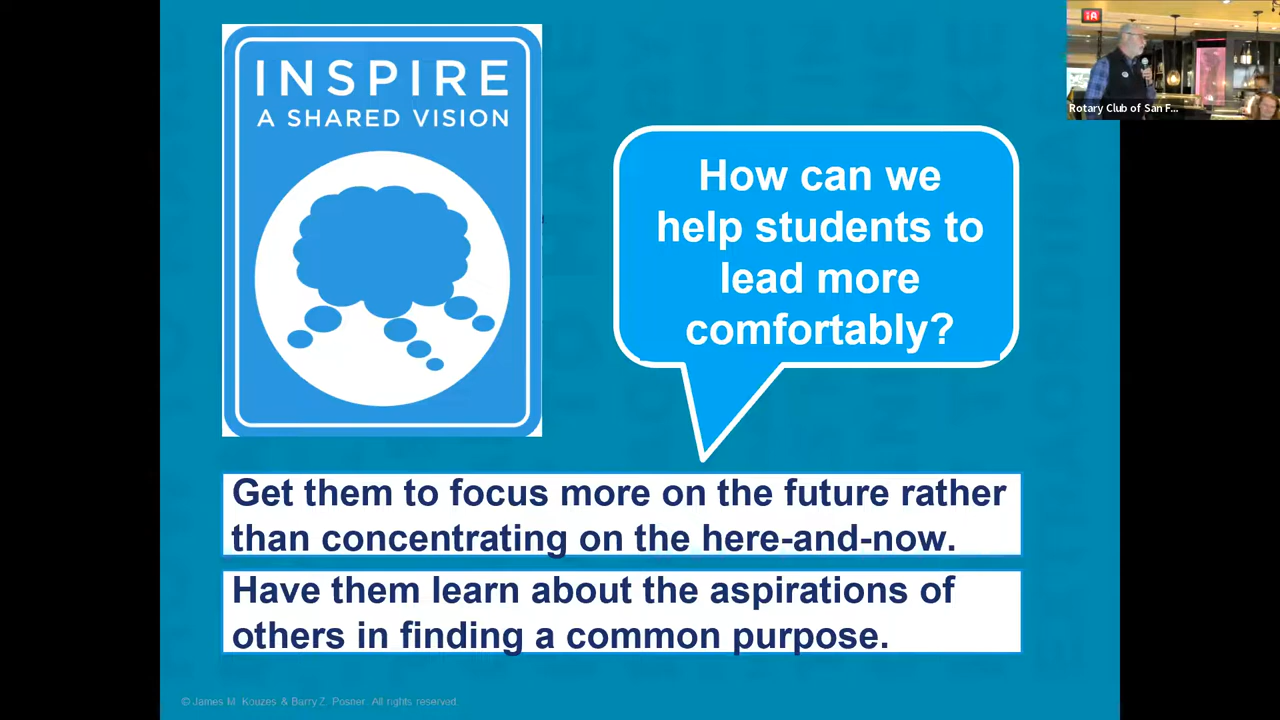 INSPIRE
A SHARED VISION
How can we
help students to
lead more
comfortably?
Get them to focus more on the future rather
than concentrating on the here-and-now.
Have them learn about the aspirations of
others in finding a common purpose.
© James M. Kouzes & Barry Z. Posner. All rights reserved.
Rotary Club of San F...